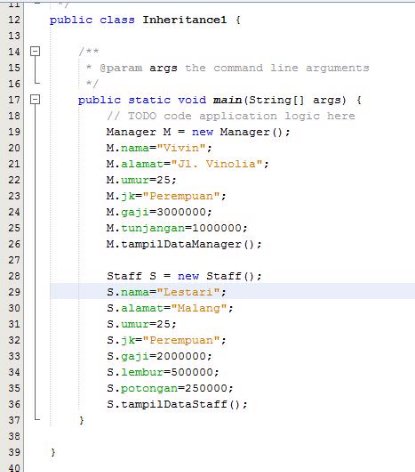 11 */
12 public class Inheritance1 {
13
14 /**
15 * @param args the command line arguments
16 */
17 public static void main(String[] args) {
18 // TODO code application logic here
19 Manager M = new Manager();
20 M.nama="Vivin";
21 M.alamat="Jl. Vinolia";
22 M.umur=25;
23 M.jk="Perempuan";
24 M.gaji=3000000;
25 M.tunjangan=1000000;
26 M.tampilDataManager();
27
28 Staff S = new Staff();
29 S.nama="Lestari";
30 S.alamat="Malang";
31 S.umur=25;
32 S.jk="Perempuan";
33 S.gaji=2000000;
34 S.lembur=500000;
35 S.potongan=250000;
36 S.tampilDataStaff();
37 }
38
39 }
40